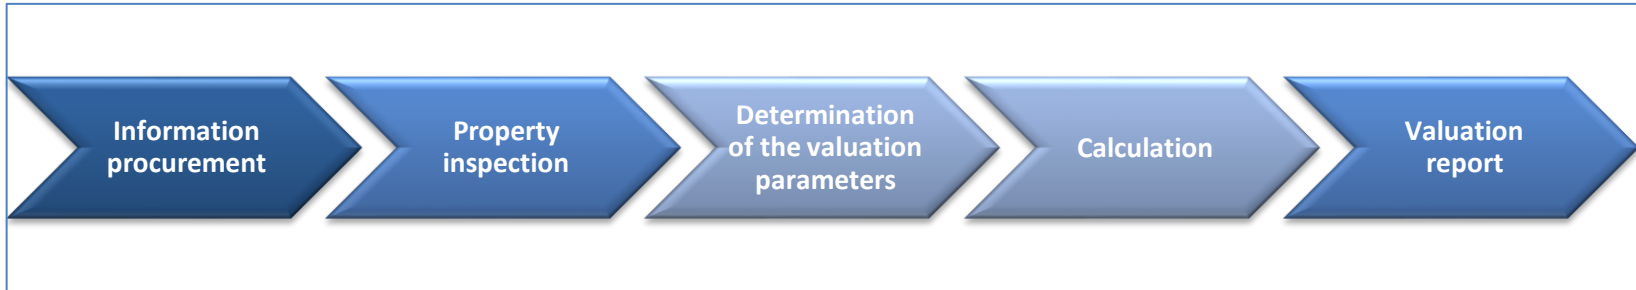 Information
procurement
Property
inspection
Determination
of the valuation
parameters
Calculation
Valuation
report